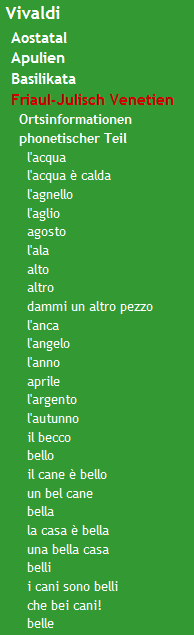 Vivaldi
Aostatal
Apulien
Basilikata
Friaul-Julisch Venetien
Ortsinformationen
phonetischer Teil
l'acqua
l'acqua è calda
l'agnello
l'aglio
agosto
l'ala
alto
altro
dammi un altro pezzo
l'anca
l'angelo
l'anno
aprile
l'argento
l'autunno
il becco
bello
il cane è bello
un bel cane
bella
la casa è bella
una bella casa
belli
i cani sono belli
che bei cani!
belle